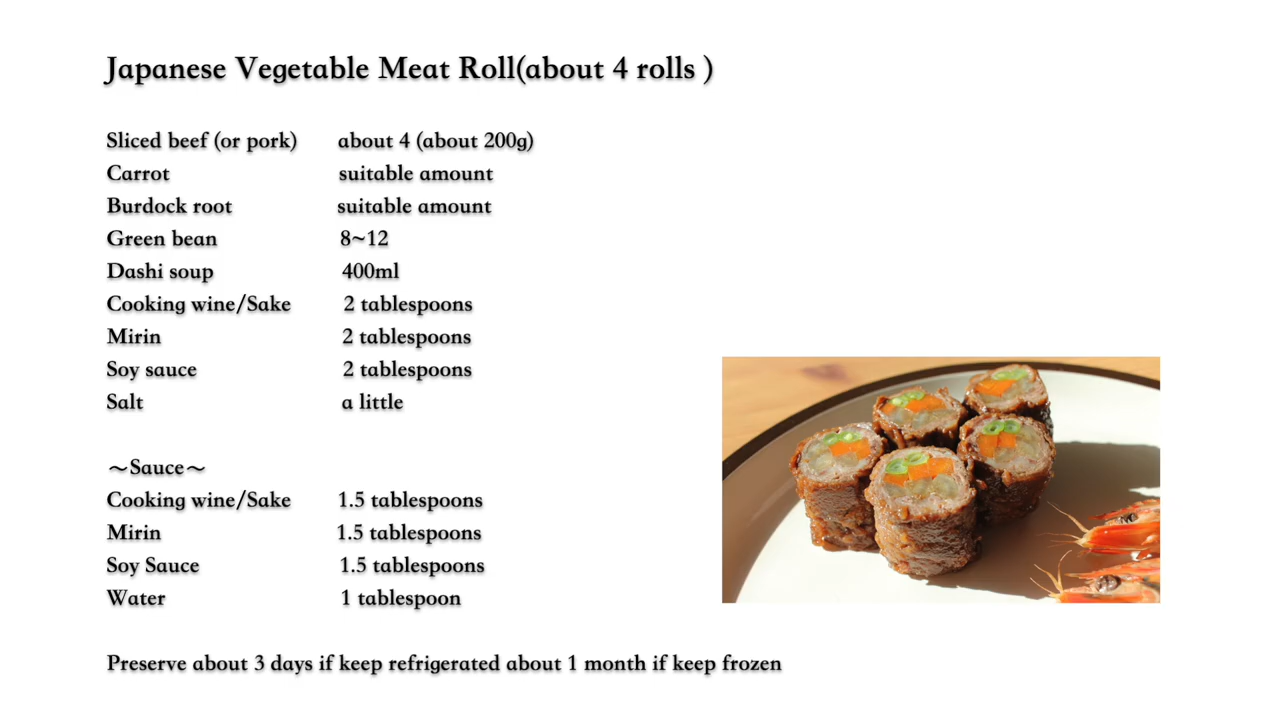 Japanese Vegetable Meat Roll(about 4 rolls )
Sliced beef (or pork) about 4 (about 200g)
Carrot suitable amount
Burdock root suitable amount
Green bean 8~12
Dashi soup 400ml
Cooking wine/Sake 2 tablespoons
Mirin 2 tablespoons
Soy sauce 2 tablespoons
Salt a little
~Sauce~
Cooking wine/Sake 1.5 tablespoons
Mirin 1.5 tablespoons
Soy Sauce 1.5 tablespoons
Water 1 tablespoon
Preserve about 3 days if keep refrigerated about 1 month if keep frozen